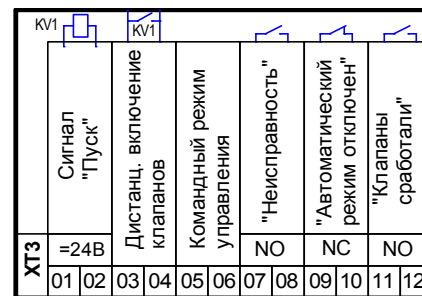 KV1
KV1
Сигнал
"Пуск"
Дистанц. включение
клапанов
Командный режим
управления
"Неисправность"
"Автоматический
режим отключен"
"Клапаны
сработали"
XT3
=24В
NO
NC
NO
01 02 03 04 05 06 07 08 09 10 11 12